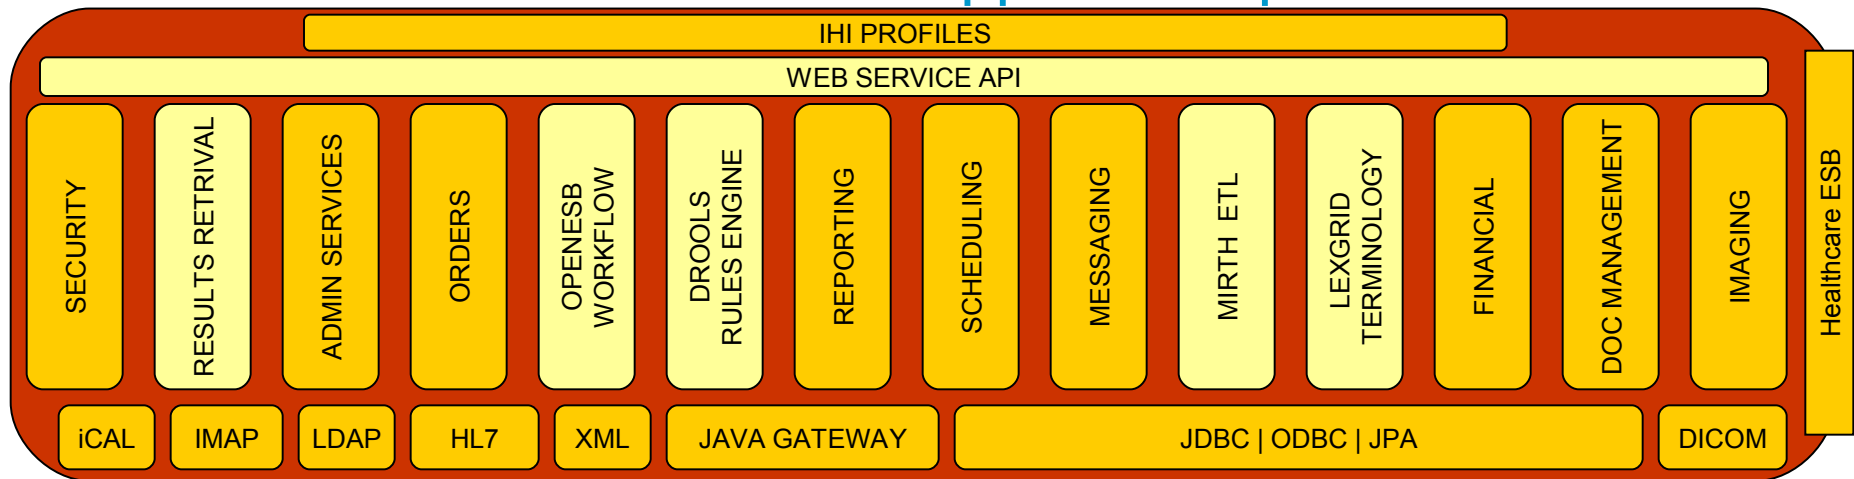 IHI PROFILES
WEB SERVICE API
SECURITY
RESULTS RETRIVAL
ADMIN SERVICES
ORDERS
OPENESB
WORKFLOW
DROOLS
RULES ENGINE
REPORTING
SCHEDULING
MESSAGING
MIRTH ETL
LEXGRID
TERMINOLOGY
FINANCIAL
DOC MANAGEMENT
IMAGING
Healthcare ESB
iCAL
IMAP
LDAP
HL7
XML
JAVA GATEWAY
JDBC | ODBC | JPA
DICOM